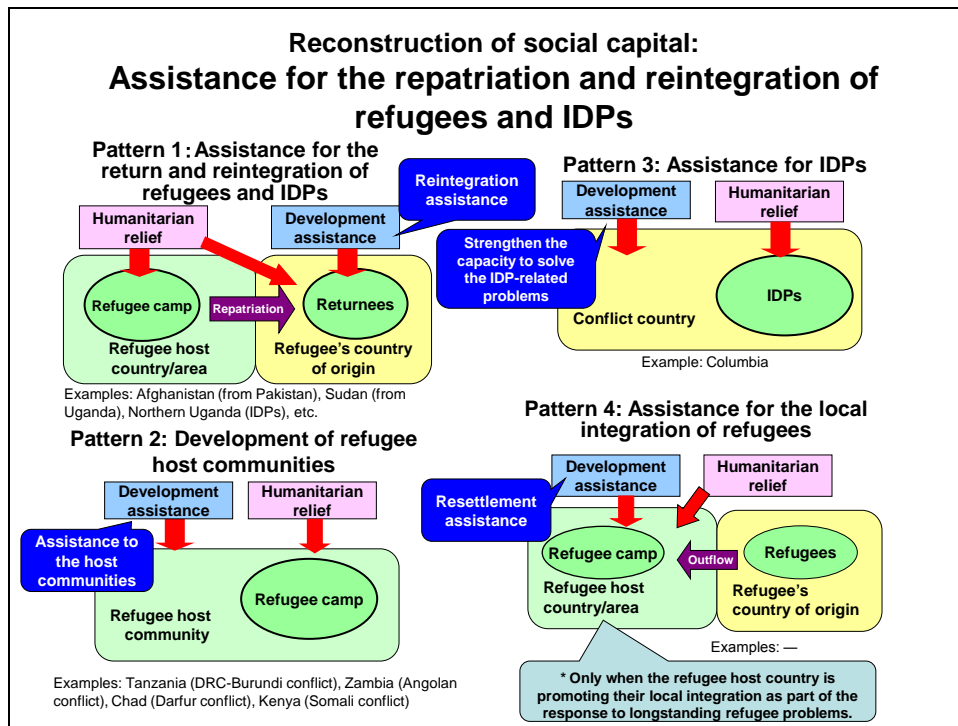 Reconstruction of social capital:
Assistance for the repatriation and reintegration of
refugees and IDPs
Pattern 1: Assistance for the
return and reintegration of
refugees and IDPs
Reintegration
assistance
Humanitarian
relief
Development
assistance
Refugee camp
Repatriation
Returnees
Refugee host
country/area
Refugee's country
of origin
Examples: Afghanistan (from Pakistan), Sudan (from
Uganda), Northern Uganda (IDPs), etc.
Pattern 3: Assistance for IDPs
Development
assistance
Humanitarian
relief
Strengthen the
capacity to solve
the IDP-related
problems
IDPs
Conflict country
Example: Columbia
Pattern 2: Development of refugee
host communities
Development
assistance
Humanitarian
relief
Assistance to
the host
communities
Refugee camp
Refugee host
community
Examples: Tanzania (DRC-Burundi conflict), Zambia (Angolan
conflict), Chad (Darfur conflict), Kenya (Somali conflict)
Pattern 4: Assistance for the local
integration of refugees
Development
assistance
Humanitarian
relief
Resettlement
assistance
Refugee camp
Outflow
Refugees
Refugee host
country/area
Refugee's
country of origin
Examples: —
* Only when the refugee host country is
promoting their local integration as part of the
response to longstanding refugee problems.